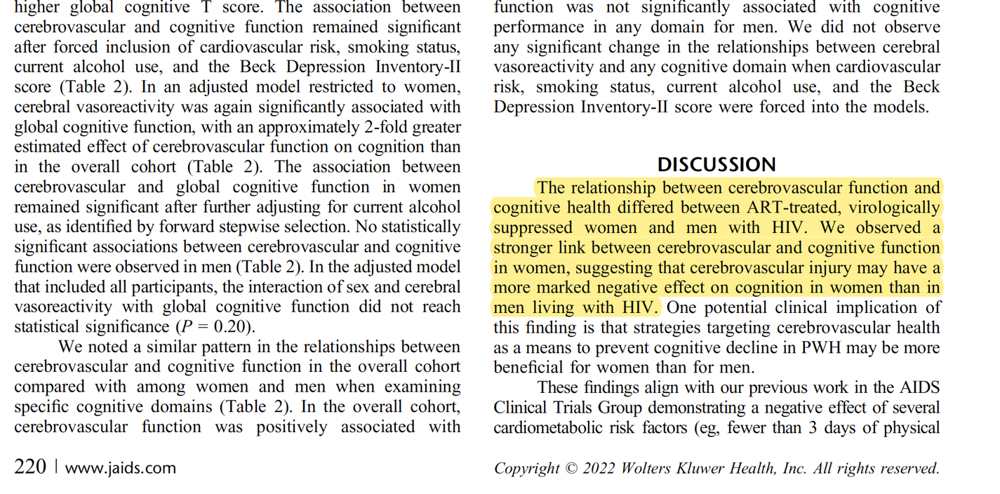 higher global cognitive T score. The association between
cerebrovascular and cognitive function remained significant
after forced inclusion of cardiovascular risk, smoking status,
current alcohol use, and the Beck Depression Inventory-II
score (Table 2). In an adjusted model restricted to women,
cerebral vasoreactivity was again significantly associated with
global cognitive function, with an approximately 2-fold greater
estimated effect of cerebrovascular function on cognition than
in the overall cohort (Table 2). The association between
cerebrovascular and global cognitive function in women
remained significant after further adjusting for current alcohol
use, as identified by forward stepwise selection. No statistically
significant associations between cerebrovascular and cognitive
function were observed in men (Table 2). In the adjusted model
that included all participants, the interaction of sex and cerebral
vasoreactivity with global cognitive function did not reach
statistical significance (P = 0.20).
We noted a similar pattern in the relationships between
cerebrovascular and cognitive function in the overall cohort
compared with among women and men when examining
specific cognitive domains (Table 2). In the overall cohort,
cerebrovascular function was positively associated with
function was not significantly associated with cognitive
performance in any domain for men. We did not observe
any significant change in the relationships between cerebral
vasoreactivity and any cognitive domain when cardiovascular
risk, smoking status, current alcohol use, and the Beck
Depression Inventory-II score were forced into the models.
DISCUSSION
The relationship between cerebrovascular function and
cognitive health differed between ART-treated, virologically
suppressed women and men with HIV. We observed a
stronger link between cerebrovascular and cognitive function
in women, suggesting that cerebrovascular injury may have a
more marked negative effect on cognition in women than in
men living with HIV. One potential clinical implication of
this finding is that strategies targeting cerebrovascular health
as a means to prevent cognitive decline in PWH may be more
beneficial for women than for men.
These findings align with our previous work in the AIDS
Clinical Trials Group demonstrating a negative effect of several
cardiometabolic risk factors (eg, fewer than 3 days of physical
220 | www.jaids.com
Copyright © 2022 Wolters Kluwer Health, Inc. All rights reserved.